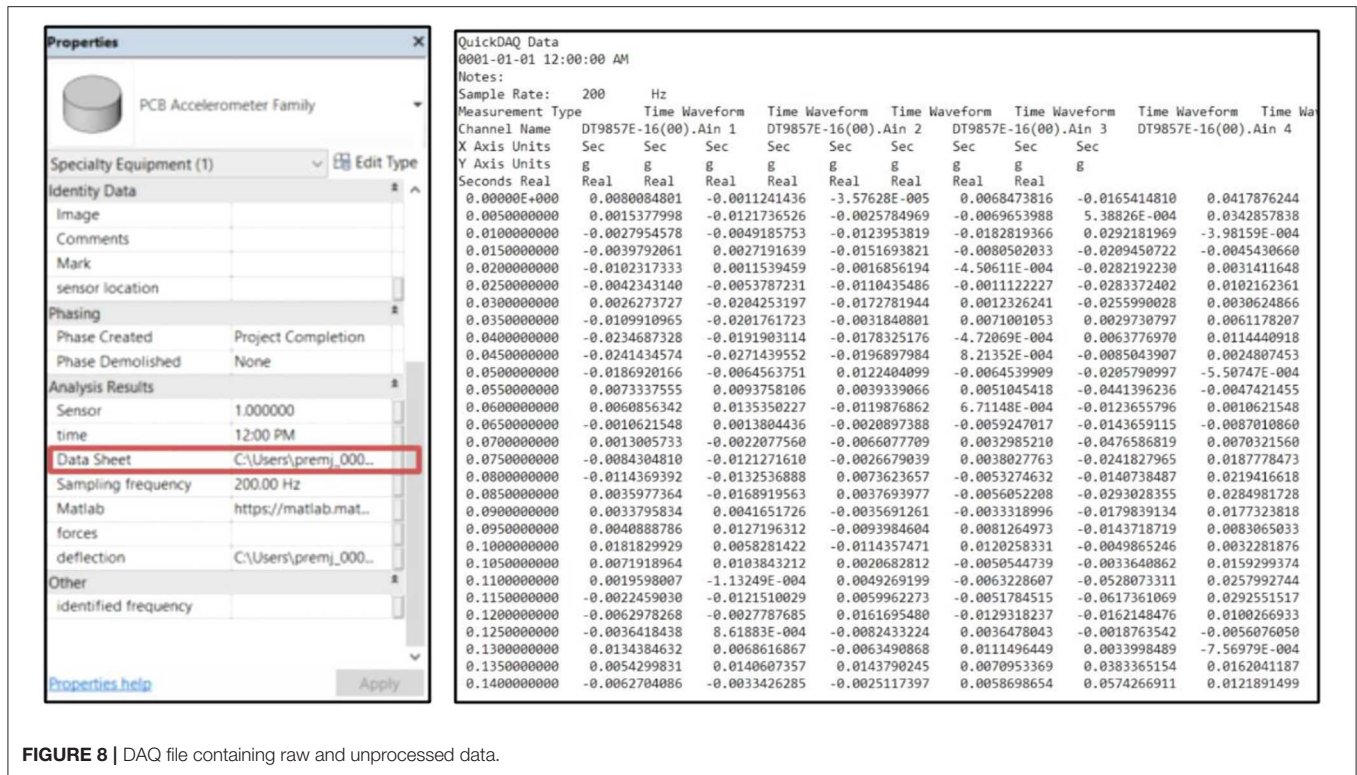 Properties ×
PCB Accelerometer Family
Specialty Equipment (1) Edit Type
Identity Data
Image
Comments
Mark
sensor location
Phasing
Phase Created Project Completion
Phase Demolished None
Analysis Results
Sensor 1.000000
time 12:00 PM
Data Sheet C:\Users\premj_000...
Sampling frequency 200.00 Hz
Matlab https://matlab.mat...
forces
deflection C:\Users\premj_000...
Other
identified frequency
Properties help Apply
QuickDAQ Data
0001-01-01 12:00:00 AM
Notes:
Sample Rate: 200 Hz
Measurement Type Time Waveform Time Waveform Time Waveform Time Waveform Time Waveform Time Wav
Channel Name DT9857E-16(00).Ain 1 DT9857E-16(00).Ain 2 DT9857E-16(00).Ain 3 DT9857E-16(00).Ain 4
X Axis Units Sec Sec Sec Sec Sec Sec Sec Sec Sec
Y Axis Units g g g g g g g g g
Seconds Real Real Real Real Real Real Real Real
0.00000E+000 0.0080084801 -0.0011241436 -3.57628E-005 0.0068473816 -0.0165414810 0.0417876244
0.0050000000 0.0015377998 -0.0121736526 -0.0025784969 -0.0069653988 5.38826E-004 0.0342857838
0.0100000000 -0.0027954578 -0.0049185753 -0.0123953819 -0.0182819366 0.0292181969 -3.98159E-004
0.0150000000 -0.0039792061 0.0027191639 -0.0151693821 -0.0080502033 -0.0209450722 -0.0045430660
0.0200000000 -0.0102317333 0.0011539459 -0.0016856194 -4.50611E-004 -0.0282192230 0.0031411648
0.0250000000 -0.0042343140 -0.0053787231 -0.0110435486 -0.0011122227 -0.0283372402 0.0102162361
0.0300000000 0.0026273727 -0.0204253197 -0.0172781944 0.0012326241 -0.0255990028 0.0030624866
0.0350000000 -0.0109910965 -0.0201761723 -0.0031840801 0.0071001053 0.0029730797 0.0061178207
0.0400000000 -0.0234687328 -0.0191903114 -0.0178325176 -4.72069E-004 0.0063776970 0.0114440918
0.0450000000 -0.0241434574 -0.0271439552 -0.0196897984 8.21352E-004 -0.0085043907 0.0024807453
0.0500000000 -0.0186920166 -0.0064563751 0.0122404099 -0.0064539909 -0.0205790997 -5.50747E-004
0.0550000000 0.0073337555 0.0093758106 0.0039339066 0.0051045418 -0.0441396236 -0.0047421455
0.0600000000 0.0060856342 0.0135350227 -0.0119876862 6.71148E-004 -0.0123655796 0.0010621548
0.0650000000 -0.0010621548 0.0013804436 -0.0020897388 -0.0059247017 -0.0143659115 -0.0087010860
0.0700000000 0.0013005733 -0.0022077560 -0.0066077709 0.0032985210 -0.0476586819 0.0070321560
0.0750000000 -0.0084304810 -0.0121271610 -0.0026679039 0.0038027763 -0.0241827965 0.0187778473
0.0800000000 -0.0114369392 -0.0132536888 0.0073623657 -0.0053274632 -0.0140738487 0.0219416618
0.0850000000 0.0035977364 -0.0168919563 0.0037693977 -0.0056052208 -0.0293028355 0.0284981728
0.0900000000 0.0033795834 0.0041651726 -0.0035691261 -0.0033318996 -0.0179839134 0.0177323818
0.0950000000 0.0040888786 0.0127196312 -0.0093984604 0.0081264973 -0.0143718719 0.0083065033
0.1000000000 0.0181829929 0.0058281422 -0.0114357471 0.0120258331 -0.0049865246 0.0032281876
0.1050000000 0.0071918964 0.0103843212 0.0020682812 -0.0050544739 -0.0033640862 0.0159299374
0.1100000000 0.0019598007 -1.13249E-004 0.0049269199 -0.0063228607 -0.0528073311 0.0257992744
0.1150000000 -0.0022459030 -0.0121510029 0.0059962273 -0.0051784515 -0.0617361069 0.0292551517
0.1200000000 -0.0062978268 -0.0027787685 0.0161695480 -0.0129318237 -0.0162148476 0.0100266933
0.1250000000 -0.0036418438 8.61883E-004 -0.0082433224 0.0036478043 -0.0018763542 -0.0056076050
0.1300000000 0.0134384632 0.0068616867 -0.0063490868 0.0111496449 0.0033998489 -7.56979E-004
0.1350000000 0.0054299831 0.0140607357 0.0143790245 0.0070953369 0.0383365154 0.0162041187
0.1400000000 -0.0062704086 -0.0033426285 -0.0025117397 0.0058698654 0.0574266911 0.0121891499
FIGURE 8 | DAQ file containing raw and unprocessed data.